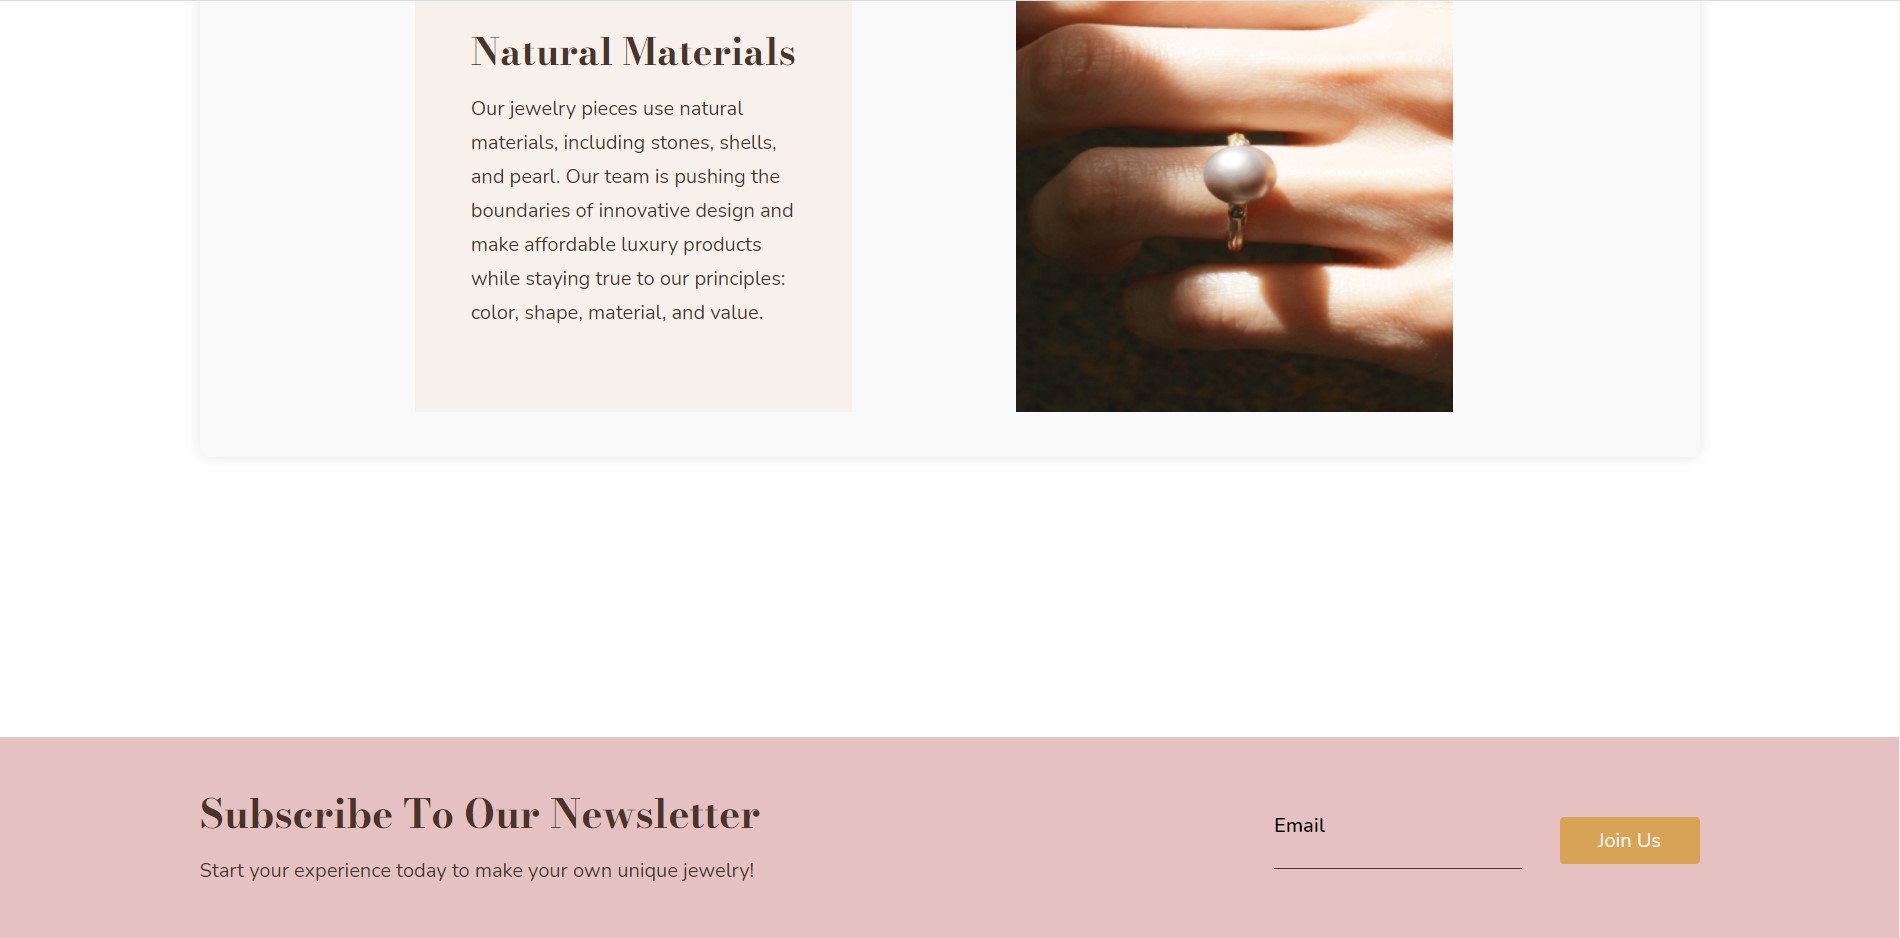 Natural Materials
Our jewelry pieces use natural
materials, including stones, shells,
and pearl. Our team is pushing the
boundaries of innovative design and
make affordable luxury products
while staying true to our principles:
color, shape, material, and value.
Subscribe To Our Newsletter
Start your experience today to make your own unique jewelry!
Email
Join Us